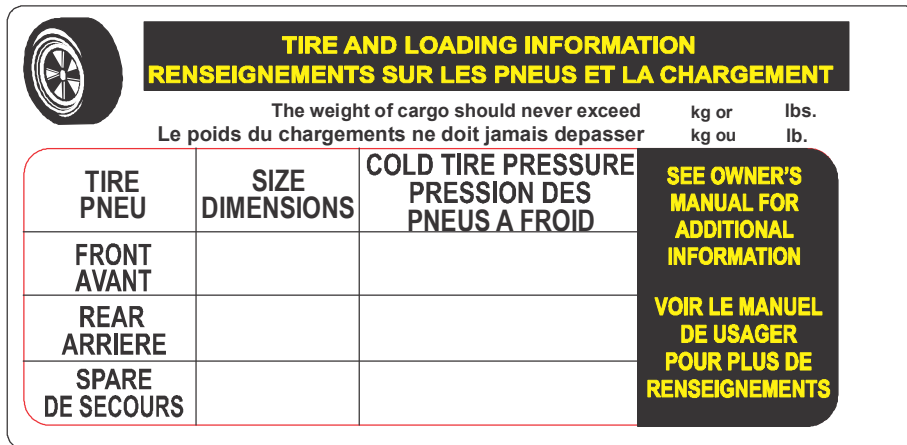 TIRE AND LOADING INFORMATION
RENSEIGNEMENTS SUR LES PNEUS ET LA CHARGEMENT
The weight of cargo should never exceed kg or lbs.
Le poids du chargements ne doit jamais depasser kg ou lb.
TIRE
PNEU
SIZE
DIMENSIONS
COLD TIRE PRESSURE
PRESSION DES
PNEUS A FROID
FRONT
AVANT
REAR
ARRIERE
SPARE
DE SECOURS
SEE OWNER'S
MANUAL FOR
ADDITIONAL
INFORMATION
VOIR LE MANUEL
DE USAGER
POUR PLUS DE
RENSEIGNEMENTS